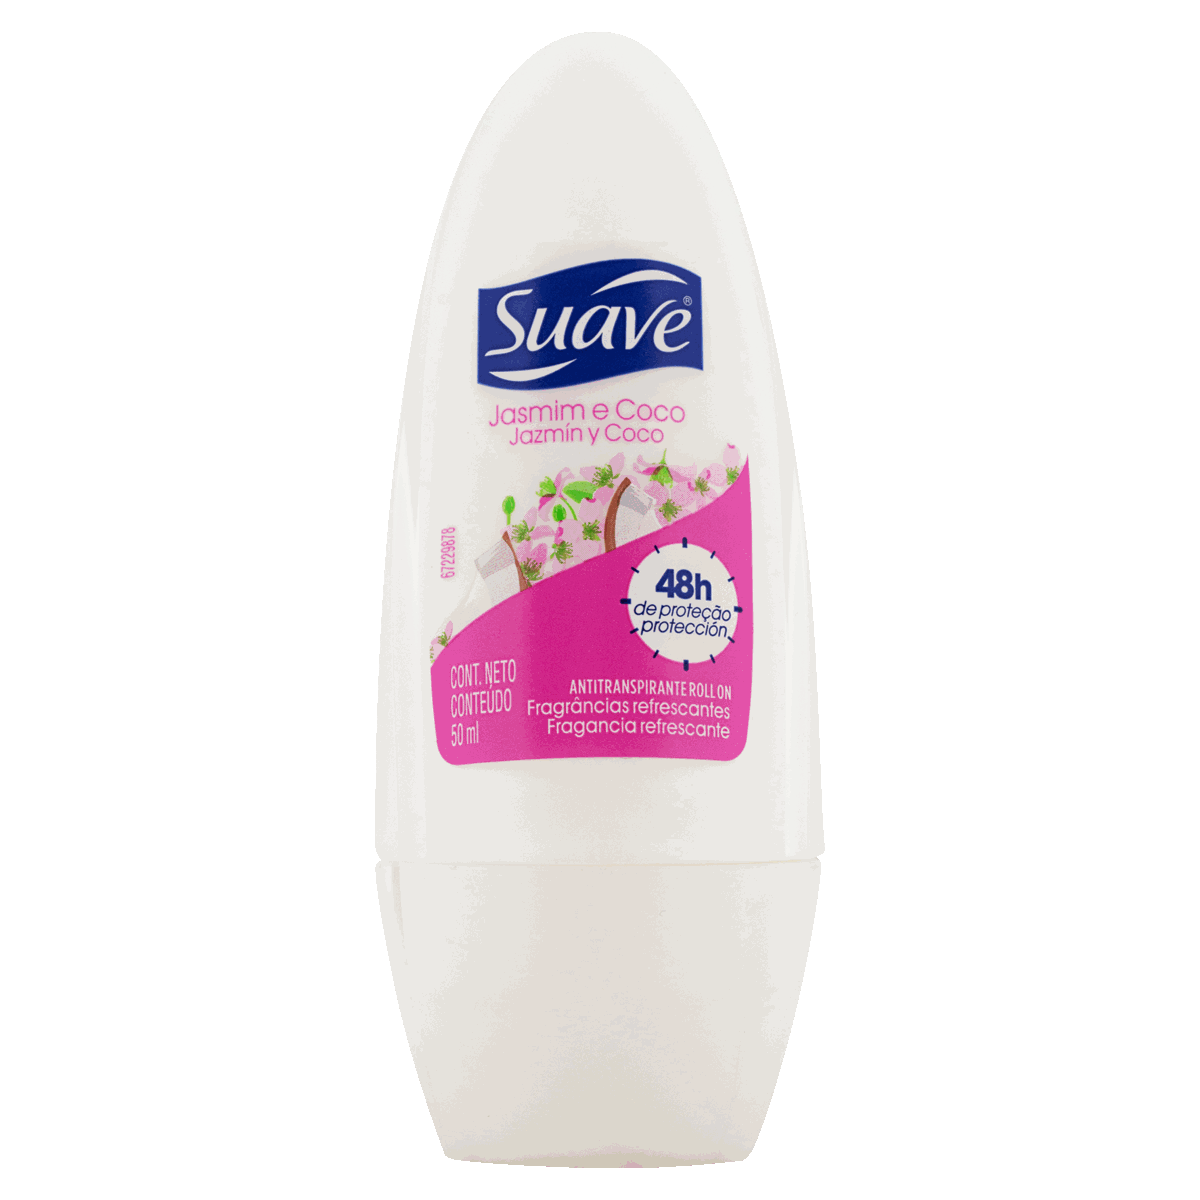 Suave®
Jasmim e Coco
Jazmín y Coco
67229878
48h
de proteção
protección
CONT. NETO
CONTEÚDO
50 ml
ANTITRANSPIRANTE ROLL ON
Fragrâncias refrescantes
Fragancia refrescante